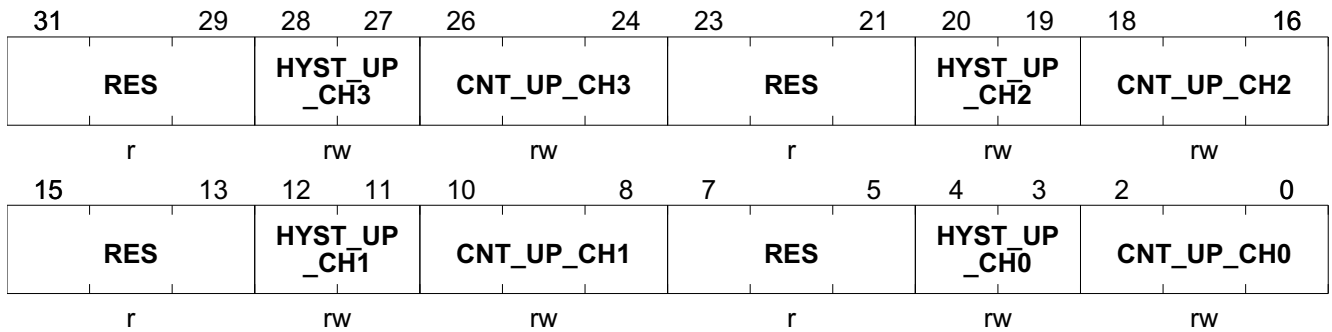 31 29 28 27 26 24 23 21 20 19 18 16
RES HYST_UP_CH3 CNT_UP_CH3 RES HYST_UP_CH2 CNT_UP_CH2
r rw rw r rw rw
15 13 12 11 10 8 7 5 4 3 2 0
RES HYST_UP_CH1 CNT_UP_CH1 RES HYST_UP_CH0 CNT_UP_CH0
r rw rw r rw rw